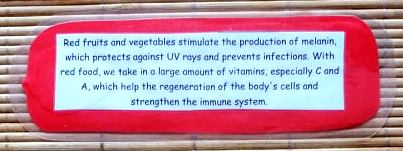 Red fruits and vegetables stimulate the production of melanin,
which protects against UV rays and prevents infections. With
red food, we take in a large amount of vitamins, especially C and
A, which help the regeneration of the body's cells and
strengthen the immune system.